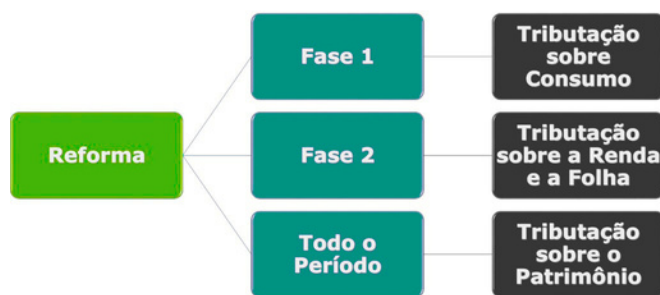 Reforma
Fase 1
Tributação
sobre
Consumo
Fase 2
Tributação
sobre a Renda
e a Folha
Todo o
Período
Tributação
sobre o
Patrimônio